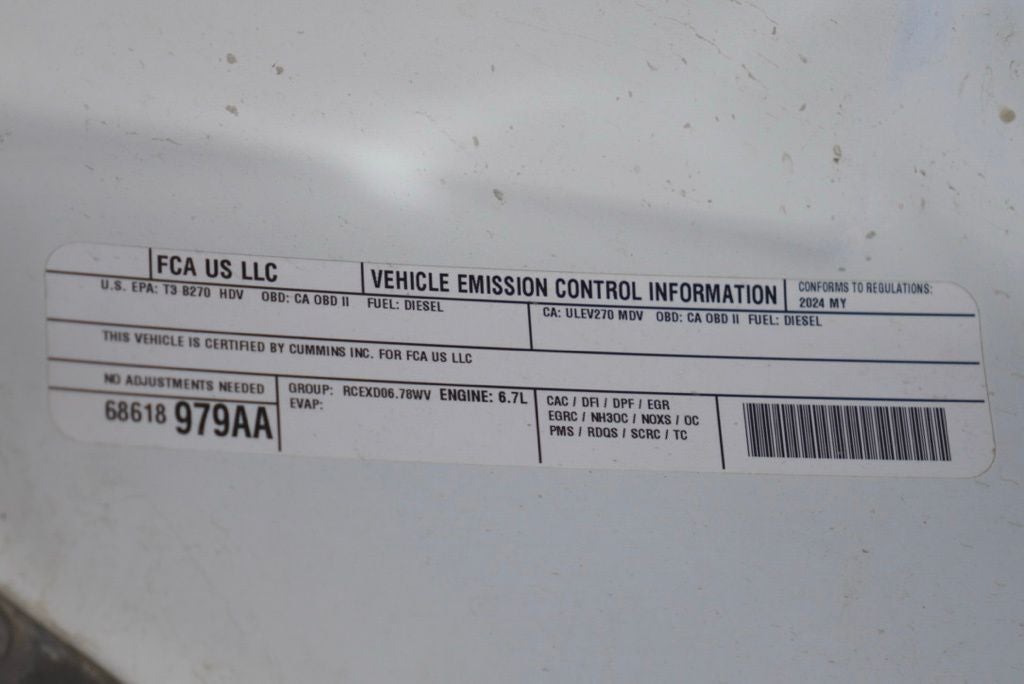 FCA US LLC
VEHICLE EMISSION CONTROL INFORMATION
CONFORMS TO REGULATIONS:
2024 MY
U.S. EPA: T3 B270 HDV OBD: CA OBD II FUEL: DIESEL
CA: ULEV270 MDV OBD: CA OBD II FUEL: DIESEL
THIS VEHICLE IS CERTIFIED BY CUMMINS INC. FOR FCA US LLC
NO ADJUSTMENTS NEEDED
68618 979AA
GROUP: RCEXD06.78WV ENGINE: 6.7L
EVAP:
CAC / DFI / DPF / EGR
EGRC / NH3OC / NOXS / OC
PMS / RDQS / SCRC / TC